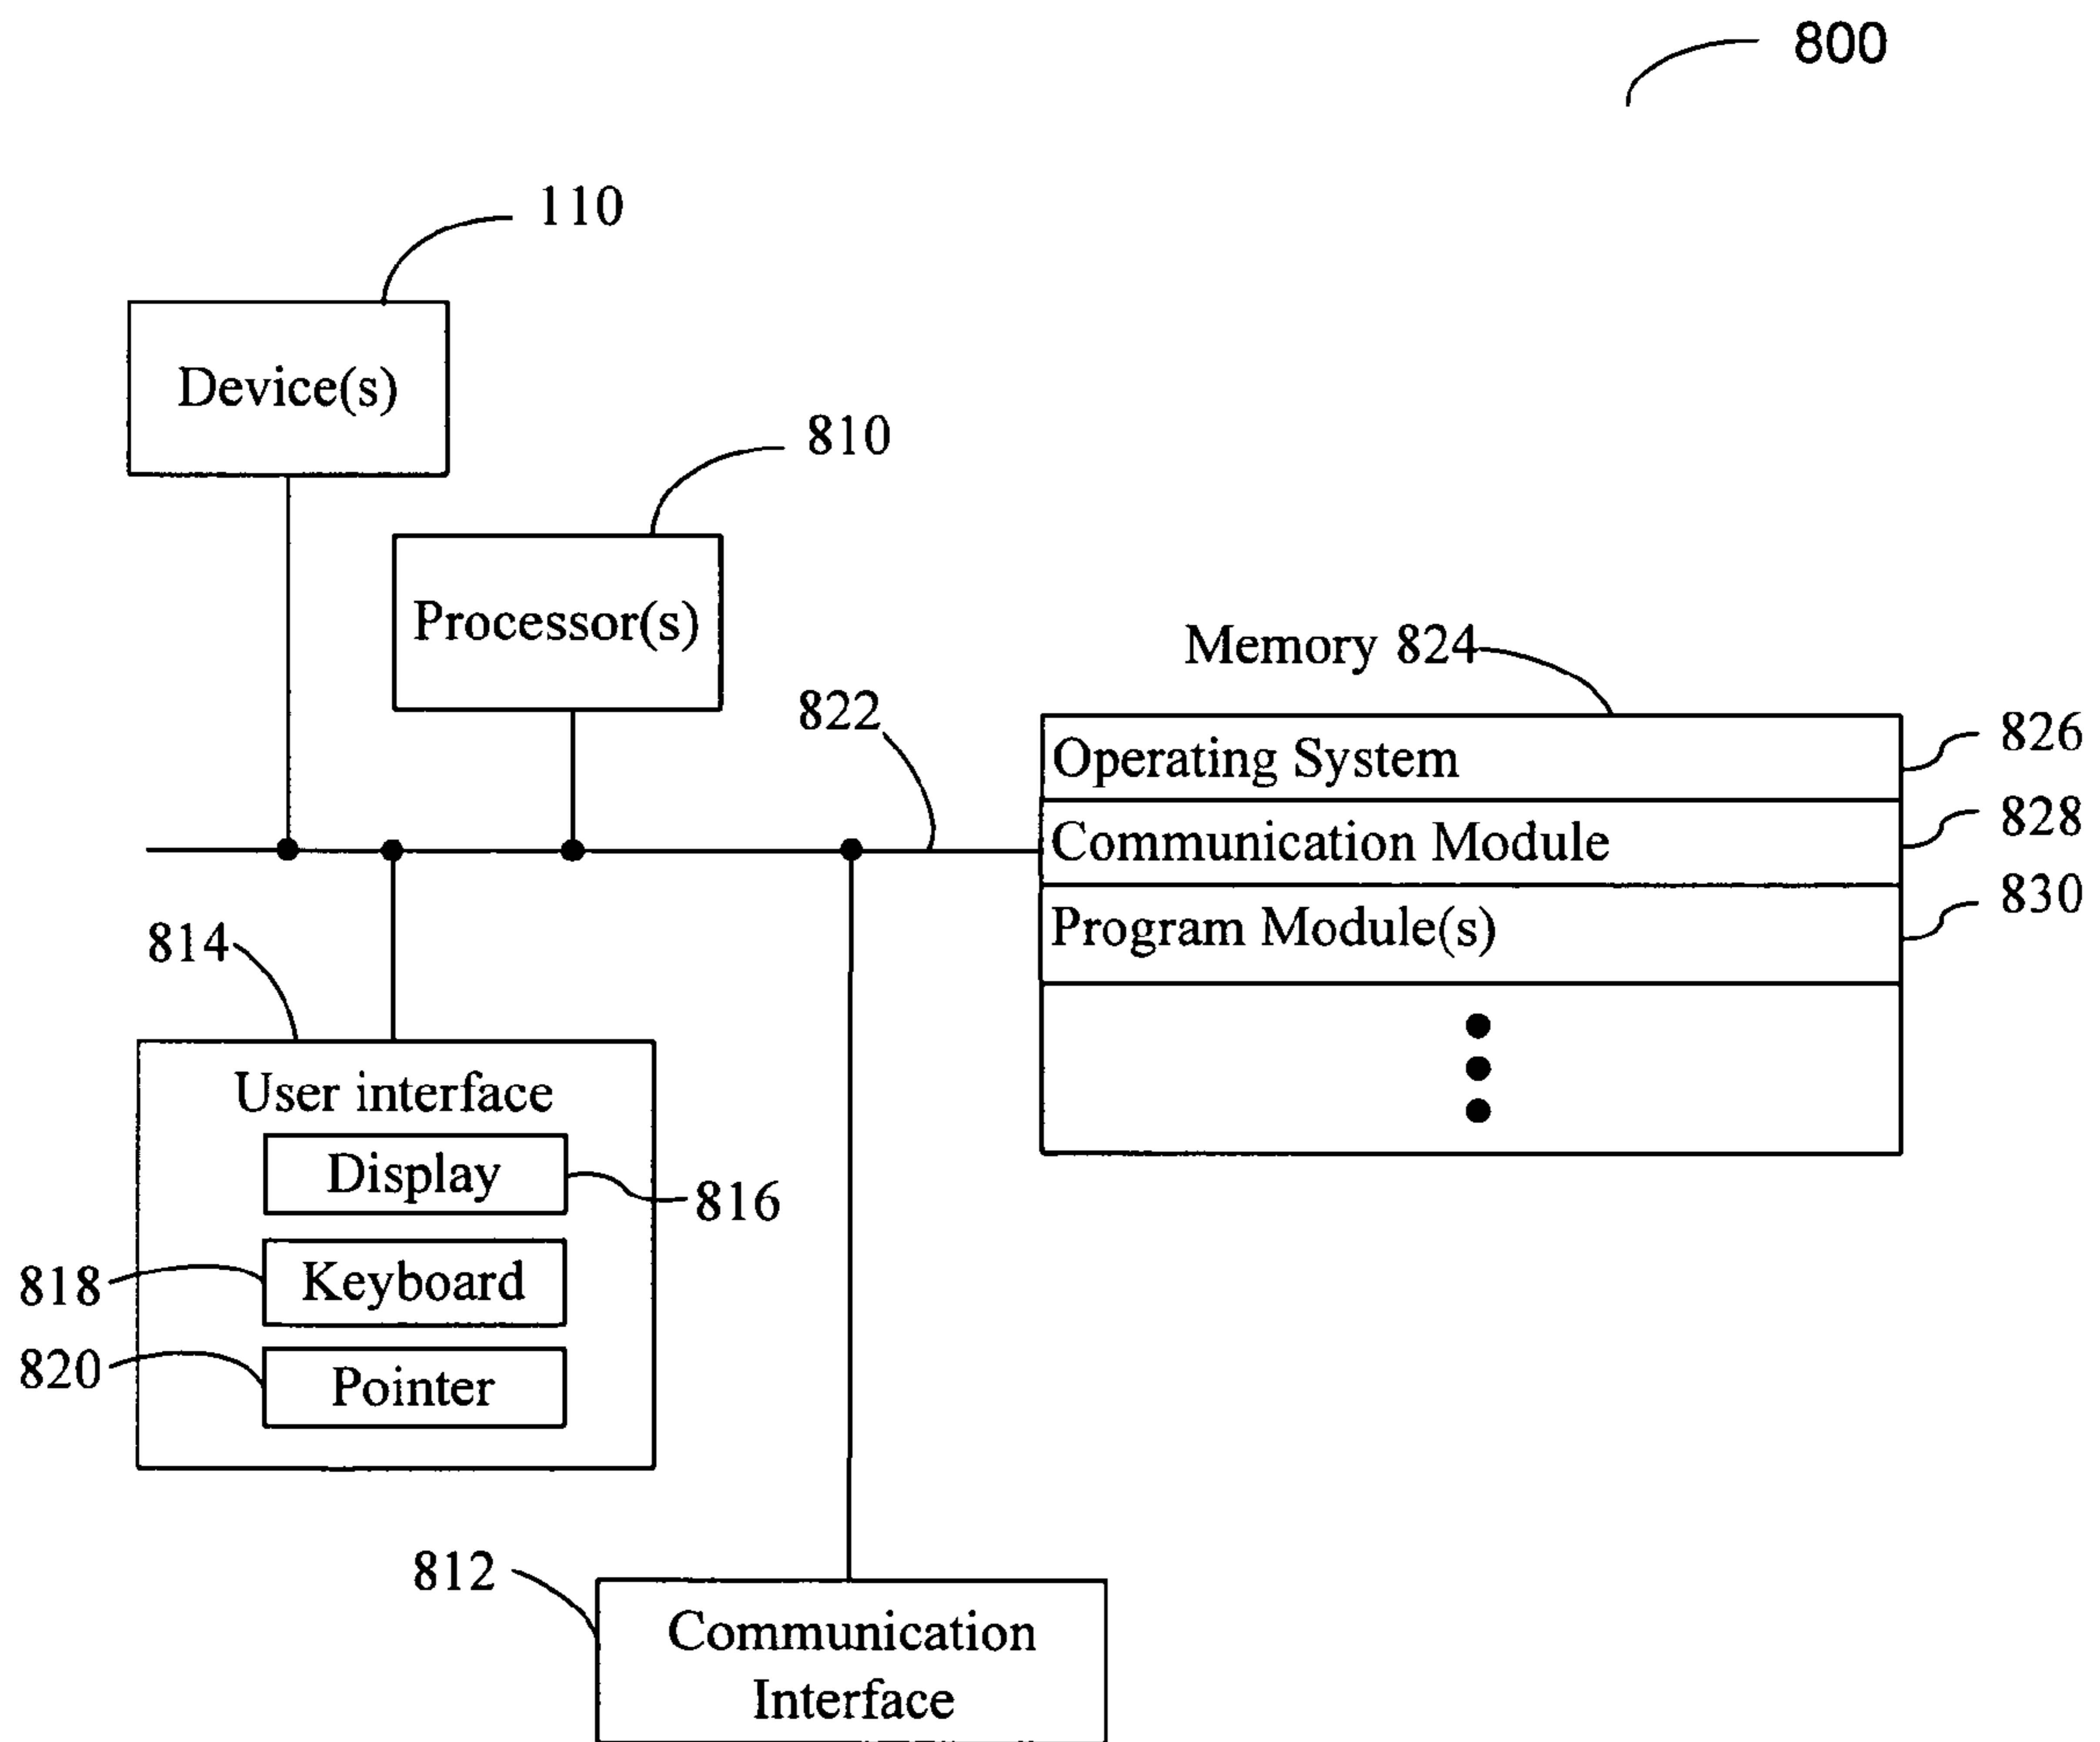 800
110
Device(s)
810
Processor(s)
Memory 824
822
Operating System
826
Communication Module
828
Program Module(s)
830
814
User interface
Display
816
818
Keyboard
820
Pointer
812
Communication
Interface